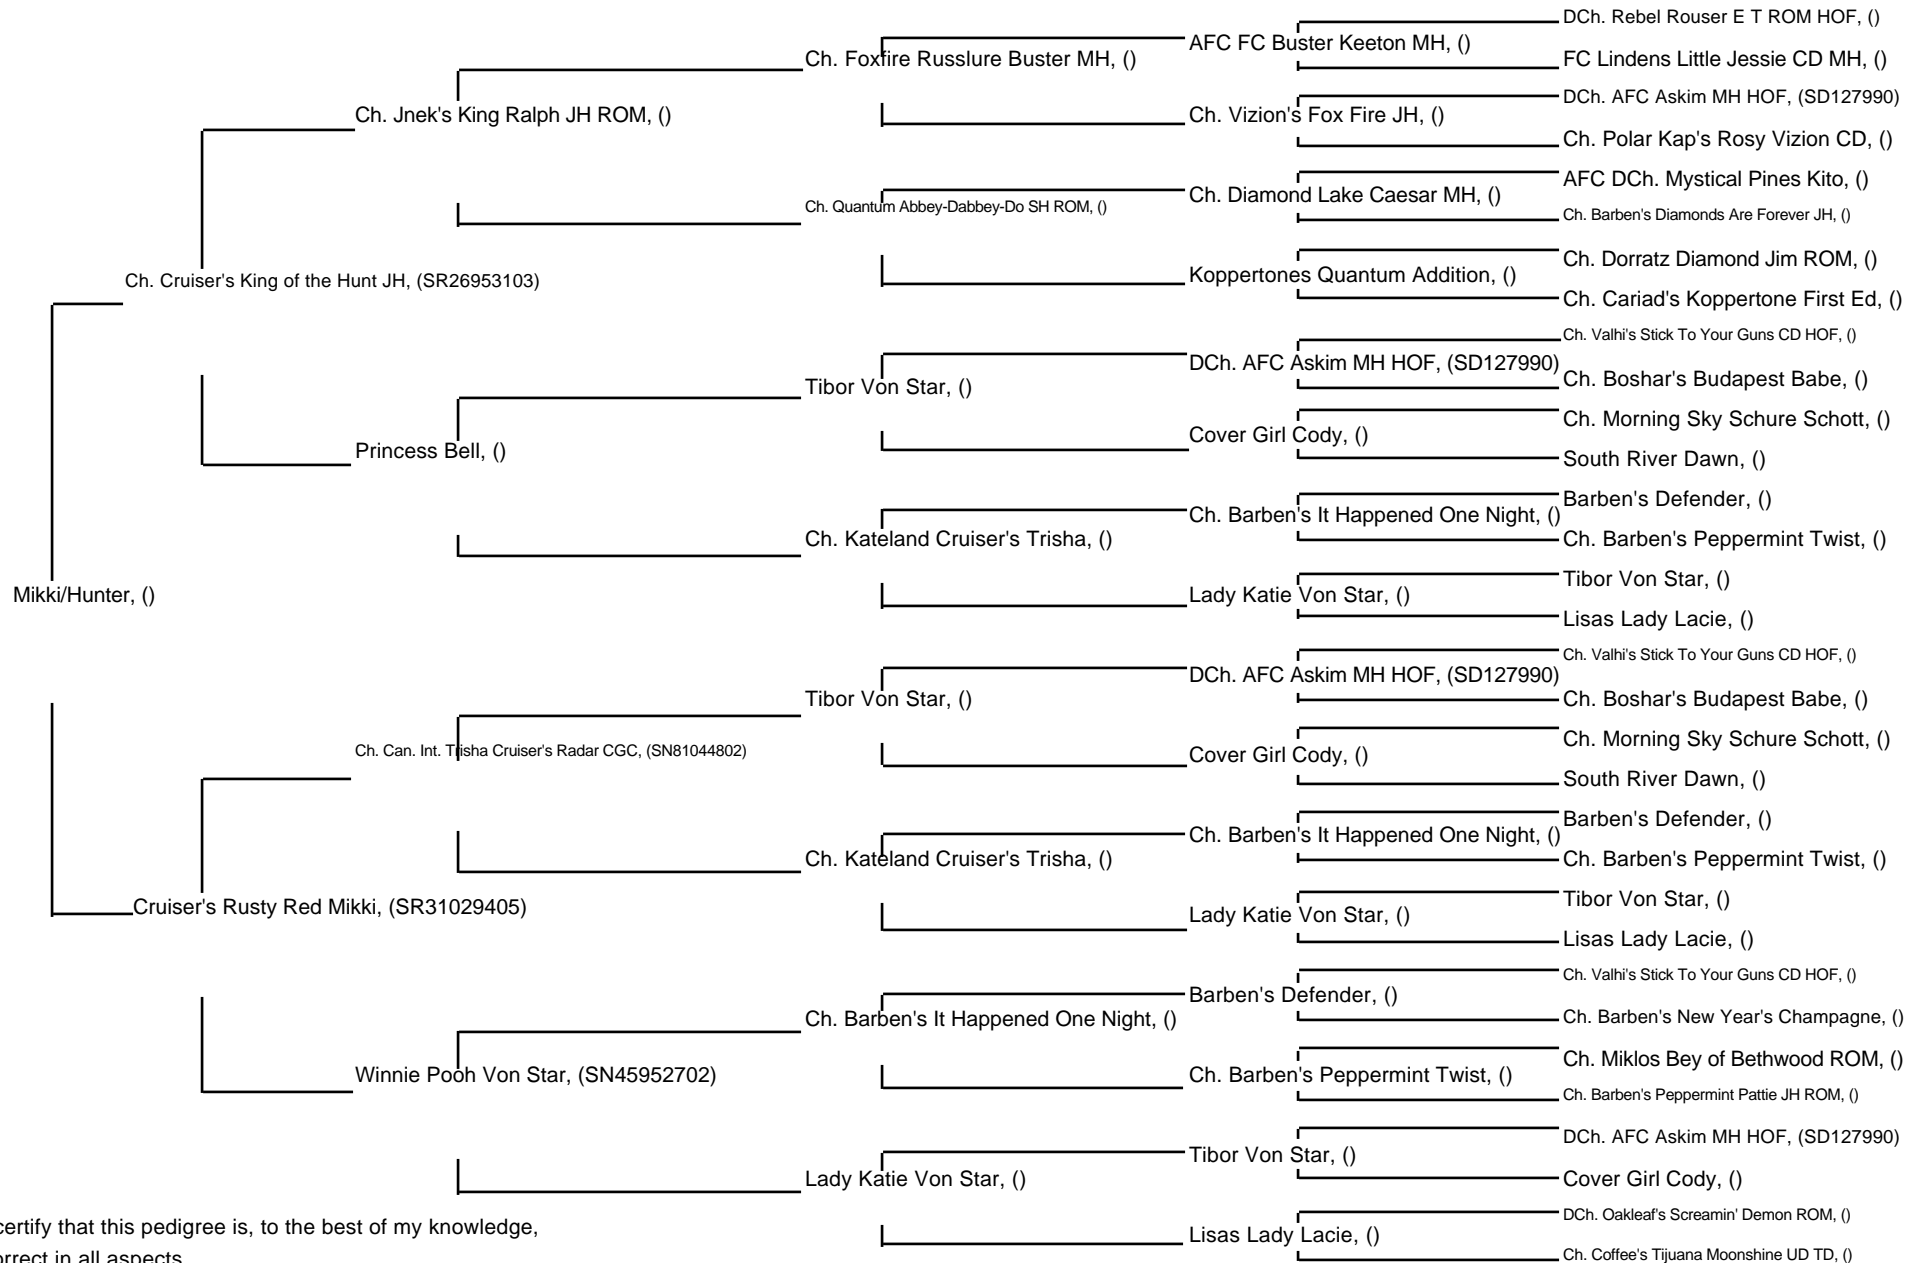 DCh. Rebel Rouser E T ROM HOF, ()
AFC FC Buster Keeton MH, ()
Ch. Foxfire Russlure Buster MH, ()
FC Lindens Little Jessie CD MH, ()
DCh. AFC Askim MH HOF, (SD127990)
Ch. Jnek's King Ralph JH ROM, ()
Ch. Vizion's Fox Fire JH, ()
Ch. Polar Kap's Rosy Vizion CD, ()
AFC DCh. Mystical Pines Kito, ()
Ch. Quantum Abbey-Dabbey-Do SH ROM, ()
Ch. Diamond Lake Caesar MH, ()
Ch. Barben's Diamonds Are Forever JH, ()
Ch. Dorratz Diamond Jim ROM, ()
Ch. Cruiser's King of the Hunt JH, (SR26953103)
Koppertones Quantum Addition, ()
Ch. Cariad's Koppertone First Ed, ()
Ch. Valhi's Stick To Your Guns CD HOF, ()
DCh. AFC Askim MH HOF, (SD127990)
Tibor Von Star, ()
Ch. Boshar's Budapest Babe, ()
Ch. Morning Sky Schure Schott, ()
Cover Girl Cody, ()
Princess Bell, ()
South River Dawn, ()
Barben's Defender, ()
Ch. Barben's It Happened One Night, ()
Ch. Kateland Cruiser's Trisha, ()
Ch. Barben's Peppermint Twist, ()
Tibor Von Star, ()
Mikki/Hunter, ()
Lady Katie Von Star, ()
Lisas Lady Lacie, ()
Ch. Valhi's Stick To Your Guns CD HOF, ()
DCh. AFC Askim MH HOF, (SD127990)
Tibor Von Star, ()
Ch. Boshar's Budapest Babe, ()
Ch. Morning Sky Schure Schott, ()
Ch. Can. Int. Trisha Cruiser's Radar CGC, (SN81044802)
Cover Girl Cody, ()
South River Dawn, ()
Barben's Defender, ()
Ch. Barben's It Happened One Night, ()
Ch. Kateland Cruiser's Trisha, ()
Ch. Barben's Peppermint Twist, ()
Tibor Von Star, ()
Cruiser's Rusty Red Mikki, (SR31029405)
Lady Katie Von Star, ()
Lisas Lady Lacie, ()
Ch. Valhi's Stick To Your Guns CD HOF, ()
Barben's Defender, ()
Ch. Barben's It Happened One Night, ()
Ch. Barben's New Year's Champagne, ()
Ch. Miklos Bey of Bethwood ROM, ()
Winnie Pooh Von Star, (SN45952702)
Ch. Barben's Peppermint Twist, ()
Ch. Barben's Peppermint Pattie JH ROM, ()
DCh. AFC Askim MH HOF, (SD127990)
Tibor Von Star, ()
Lady Katie Von Star, ()
Cover Girl Cody, ()
DCh. Oakleaf's Screamin' Demon ROM, ()
Lisas Lady Lacie, ()
Ch. Coffee's Tijuana Moonshine UD TD, ()
certify that this pedigree is, to the best of my knowledge,
orrect in all aspects